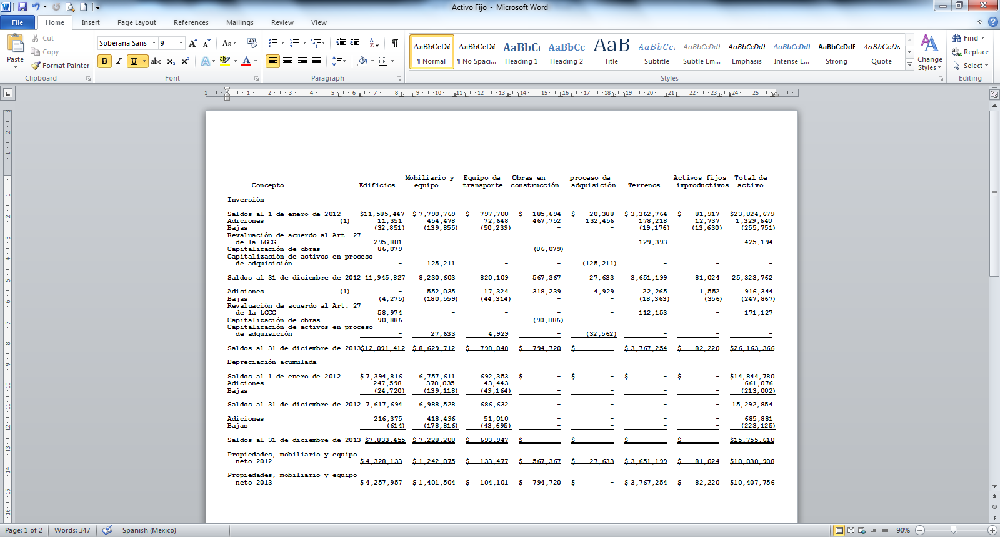 Activo Fijo - Microsoft Word
File Home Insert Page Layout References Mailings Review View
Paste
Cut
Copy
Format Painter
Clipboard
Soberana Sans 9
Font
Paragraph
AaBbCcDc AaBbCcDc AaBbCc AaBbCc AaB AaBbCc. AaBbCcDdE AaBbCcDdE AaBbCcDdE AaBbCcDdE AaBbCcDc
¶ Normal ¶ No Spaci... Heading 1 Heading 2 Title Subtitle Subtle Em... Emphasis Intense E... Strong Quote
Styles
Change Styles
Find
Replace
Select
Editing
1 1 2 3 4 5 6 7 8 9 10 11 12 13 14 15 16 17 18 19 20 21 22 23 24 25
Mobiliario y Equipo de Obras en proceso de Activos fijos Total de
Concepto Edificios equipo transporte construcción adquisición Terrenos improductivos activo
Inversión
Saldos al 1 de enero de 2012 $11,585,447 $ 7,790,769 $ 797,700 $ 185,694 $ 20,388 $ 3,362,764 $ 81,917 $23,824,679
Adiciones (1) 11,351 454,478 72,648 467,752 132,456 178,218 12,737 1,329,640
Bajas (32,851) (139,855) (50,239) - - (19,176) (13,630) (255,751)
Revaluación de acuerdo al Art. 27
de la LGCG 295,801 - - - - 129,393 - 425,194
Capitalización de obras 86,079 - - (86,079) - - - -
Capitalización de activos en proceso
de adquisición - 125,211 - - (125,211) - - -
Saldos al 31 de diciembre de 2012 11,945,827 8,230,603 820,109 567,367 27,633 3,651,199 81,024 25,323,762
Adiciones (1) - 552,035 17,324 318,239 4,929 22,265 1,552 916,344
Bajas (4,275) (180,559) (44,314) - - (18,363) (356) (247,867)
Revaluación de acuerdo al Art. 27
de la LGCG 58,974 - - - - 112,153 - 171,127
Capitalización de obras 90,886 - - (90,886) - - - -
Capitalización de activos en proceso
de adquisición - 27,633 4,929 - (32,562) - - -
Saldos al 31 de diciembre de 2013$12,091,412 $ 8,629,712 $ 798,048 $ 794,720 $ - $ 3,767,254 $ 82,220 $26,163,366
Depreciación acumulada
Saldos al 1 de enero de 2012 $ 7,394,816 6,757,611 692,353 $ - $ - $ - $ - $14,844,780
Adiciones 247,598 370,035 43,443 - - - - 661,076
Bajas (24,720) (139,118) (49,164) - - - - (213,002)
Saldos al 31 de diciembre de 2012 7,617,694 6,988,528 686,632 - - - - 15,292,854
Adiciones 216,375 418,496 51,010 - - - - 685,881
Bajas (614) (178,816) (43,695) - - - - (223,125)
Saldos al 31 de diciembre de 2013 $7,833,455 $ 7,228,208 $ 693,947 $ - $ - $ - $ - $15,755,610
Propiedades, mobiliario y equipo
neto 2012 $ 4,328,133 $ 1,242,075 $ 133,477 $ 567,367 $ 27,633 $ 3,651,199 $ 81,024 $10,030,908
Propiedades, mobiliario y equipo
neto 2013 $ 4,257,957 $ 1,401,504 $ 104,101 $ 794,720 $ - $ 3,767,254 $ 82,220 $10,407,756
Page: 1 of 2 Words: 347 Spanish (Mexico) 90%